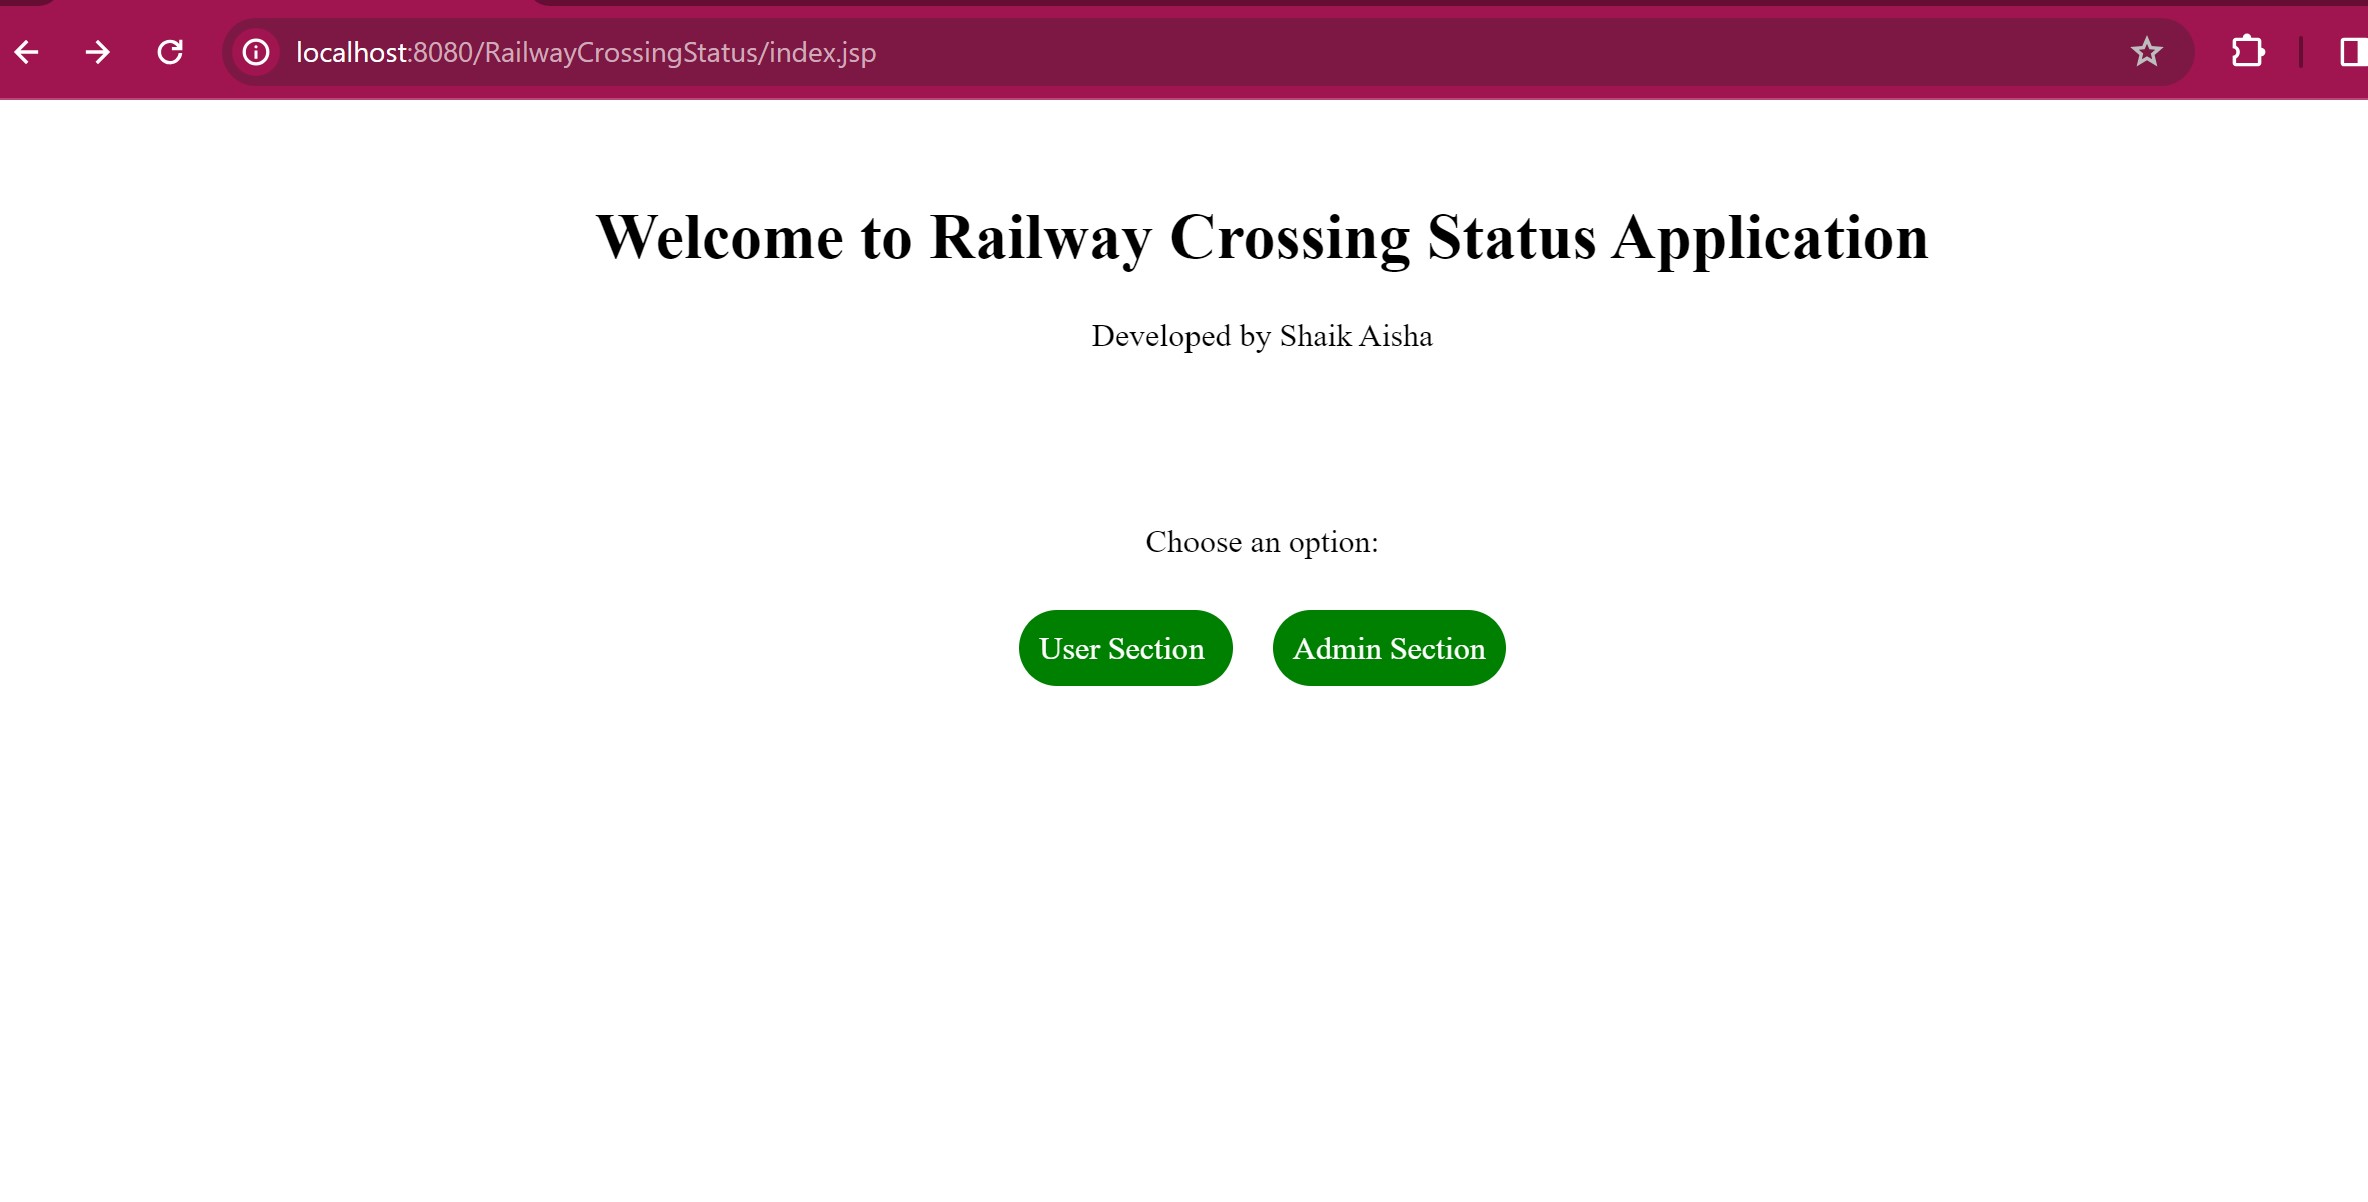 localhost:8080/RailwayCrossingStatus/index.jsp
Welcome to Railway Crossing Status Application
Developed by Shaik Aisha
Choose an option:
User Section Admin Section